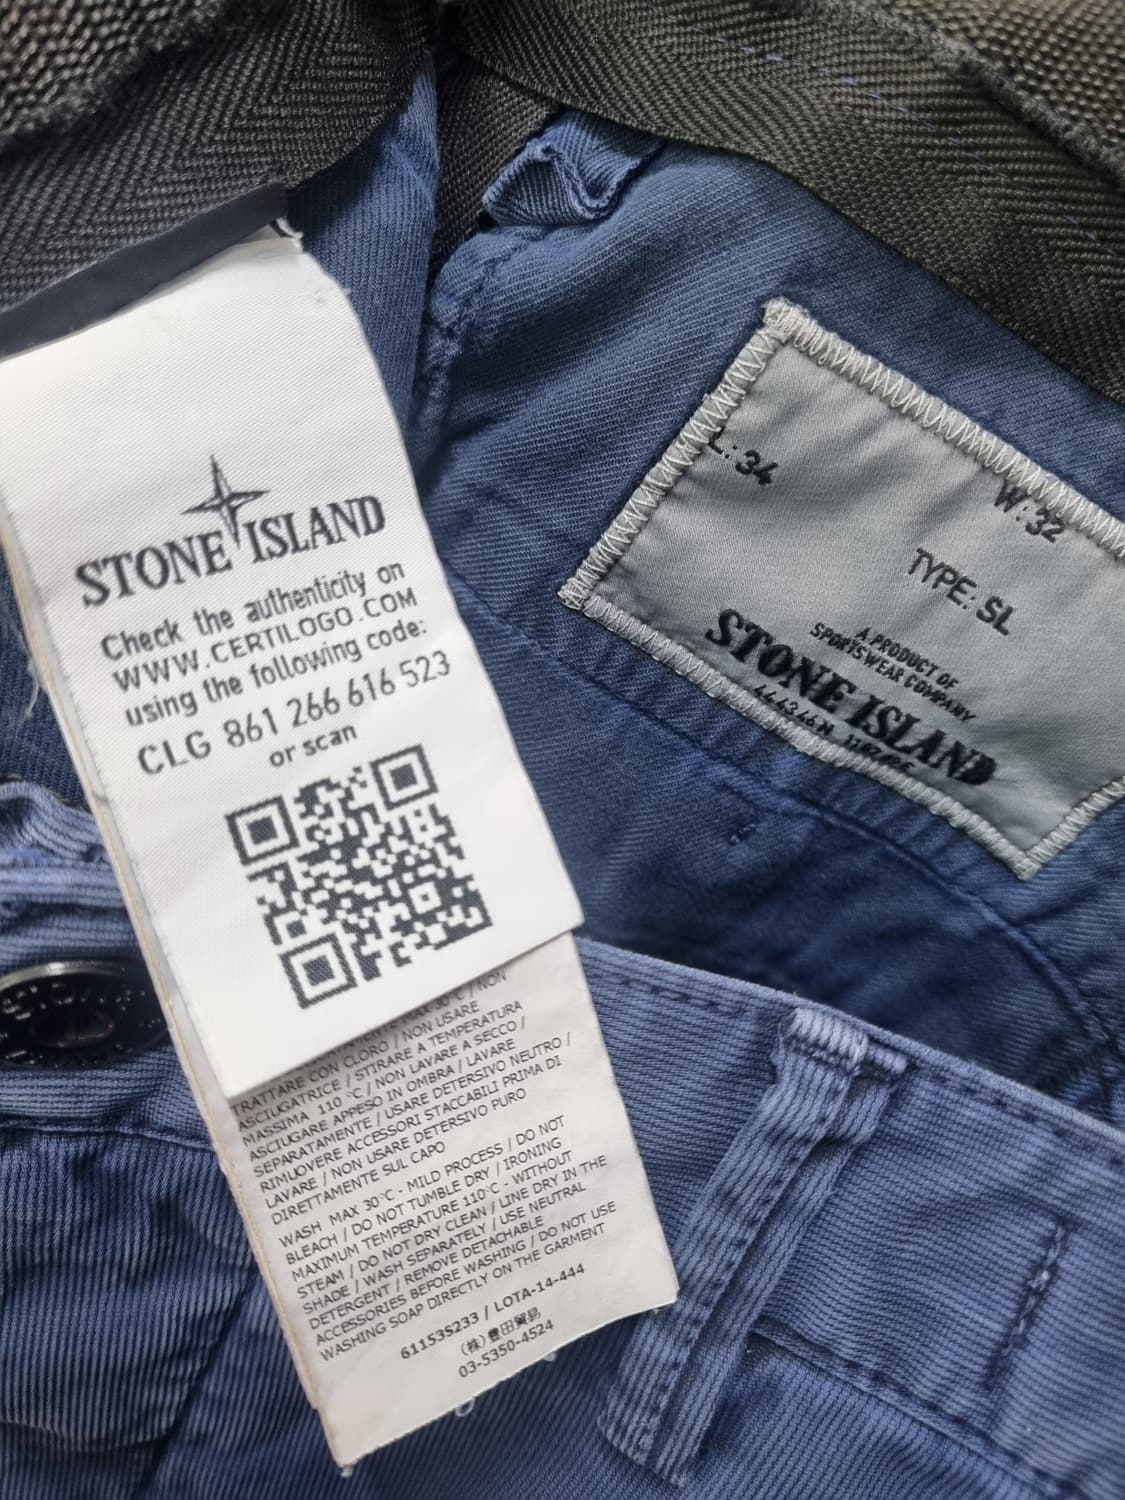 STONE ISLAND
Check the authenticity on
WWW.CERTILOGO.COM
using the following code:
CLG 861 266 616 523
or scan
MAX 30°C / NON
TRATTARE CON CLORO / NON USARE
ASCIUGATRICE / STIRARE A TEMPERATURA
MASSIMA 110 °C / NON LAVARE A SECCO /
ASCIUGARE APPESO IN OMBRA / LAVARE
SEPARATAMENTE / USARE DETERSIVO NEUTRO /
RIMUOVERE ACCESSORI STACCABILI PRIMA DI
LAVARE / NON USARE DETERSIVO PURO
DIRETTAMENTE SUL CAPO
WASH MAX 30°C - MILD PROCESS / DO NOT
BLEACH / DO NOT TUMBLE DRY / IRONING
MAXIMUM TEMPERATURE 110°C - WITHOUT
STEAM / DO NOT DRY CLEAN / LINE DRY IN THE
SHADE / WASH SEPARATELY / USE NEUTRAL
DETERGENT / REMOVE DETACHABLE
ACCESSORIES BEFORE WASHING / DO NOT USE
WASHING SOAP DIRECTLY ON THE GARMENT
61153S233 / LOTA-14-444
(株)豊田貿易
03-5350-4524
L: 34
W: 32
TYPE: SL
A PRODUCT OF
SPORTSWEAR COMPANY
STONE ISLAND
STONE